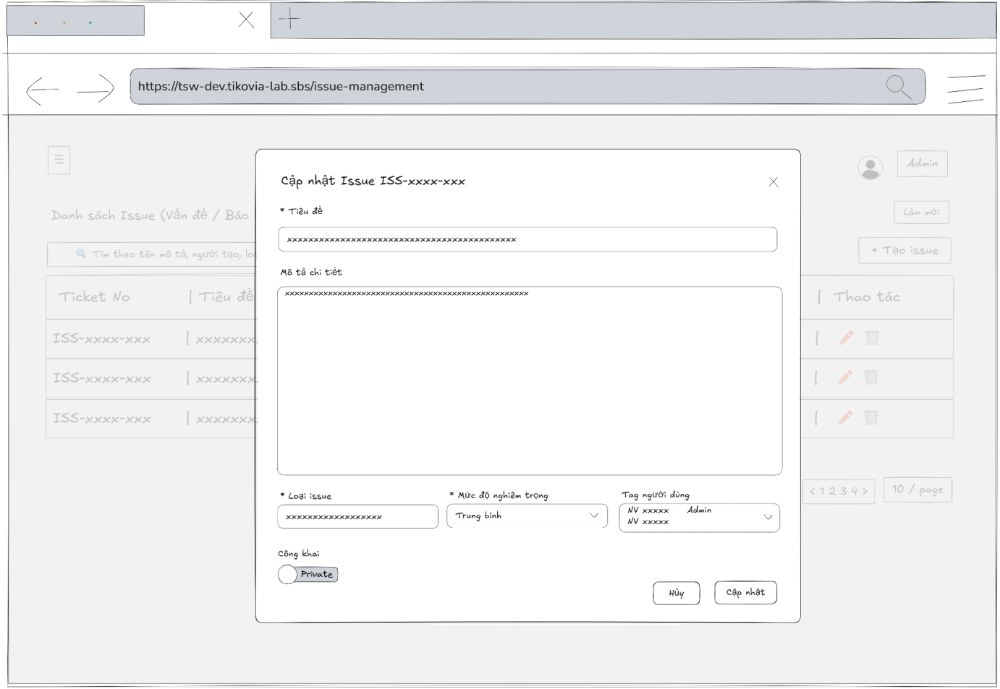 https://tsw-dev.tikovia-lab.sbs/issue-management
Admin
Danh sách Issue (Vấn đề / Báo
Làm mới
Tìm theo tên mô tả, người tạo, loạ
+ Tạo issue
Ticket No | Tiêu đề
| Thao tác
ISS-xxxx-xxx | xxxxxxx
|
ISS-xxxx-xxx | xxxxxxx
|
ISS-xxxx-xxx | xxxxxxx
|
< 1 2 3 4 >
10 / page
Cập nhật Issue ISS-xxxx-xxx
* Tiêu đề
xxxxxxxxxxxxxxxxxxxxxxxxxxxxxxxxxxxxxxxxxxx
Mô tả chi tiết
xxxxxxxxxxxxxxxxxxxxxxxxxxxxxxxxxxxxxxxxxxxxxxxxxx
* Loại issue
xxxxxxxxxxxxxxxxxx
* Mức độ nghiêm trọng
Trung bình
Tag người dùng
NV xxxxx Admin
NV xxxxx
Công khai
Private
Hủy
Cập nhật